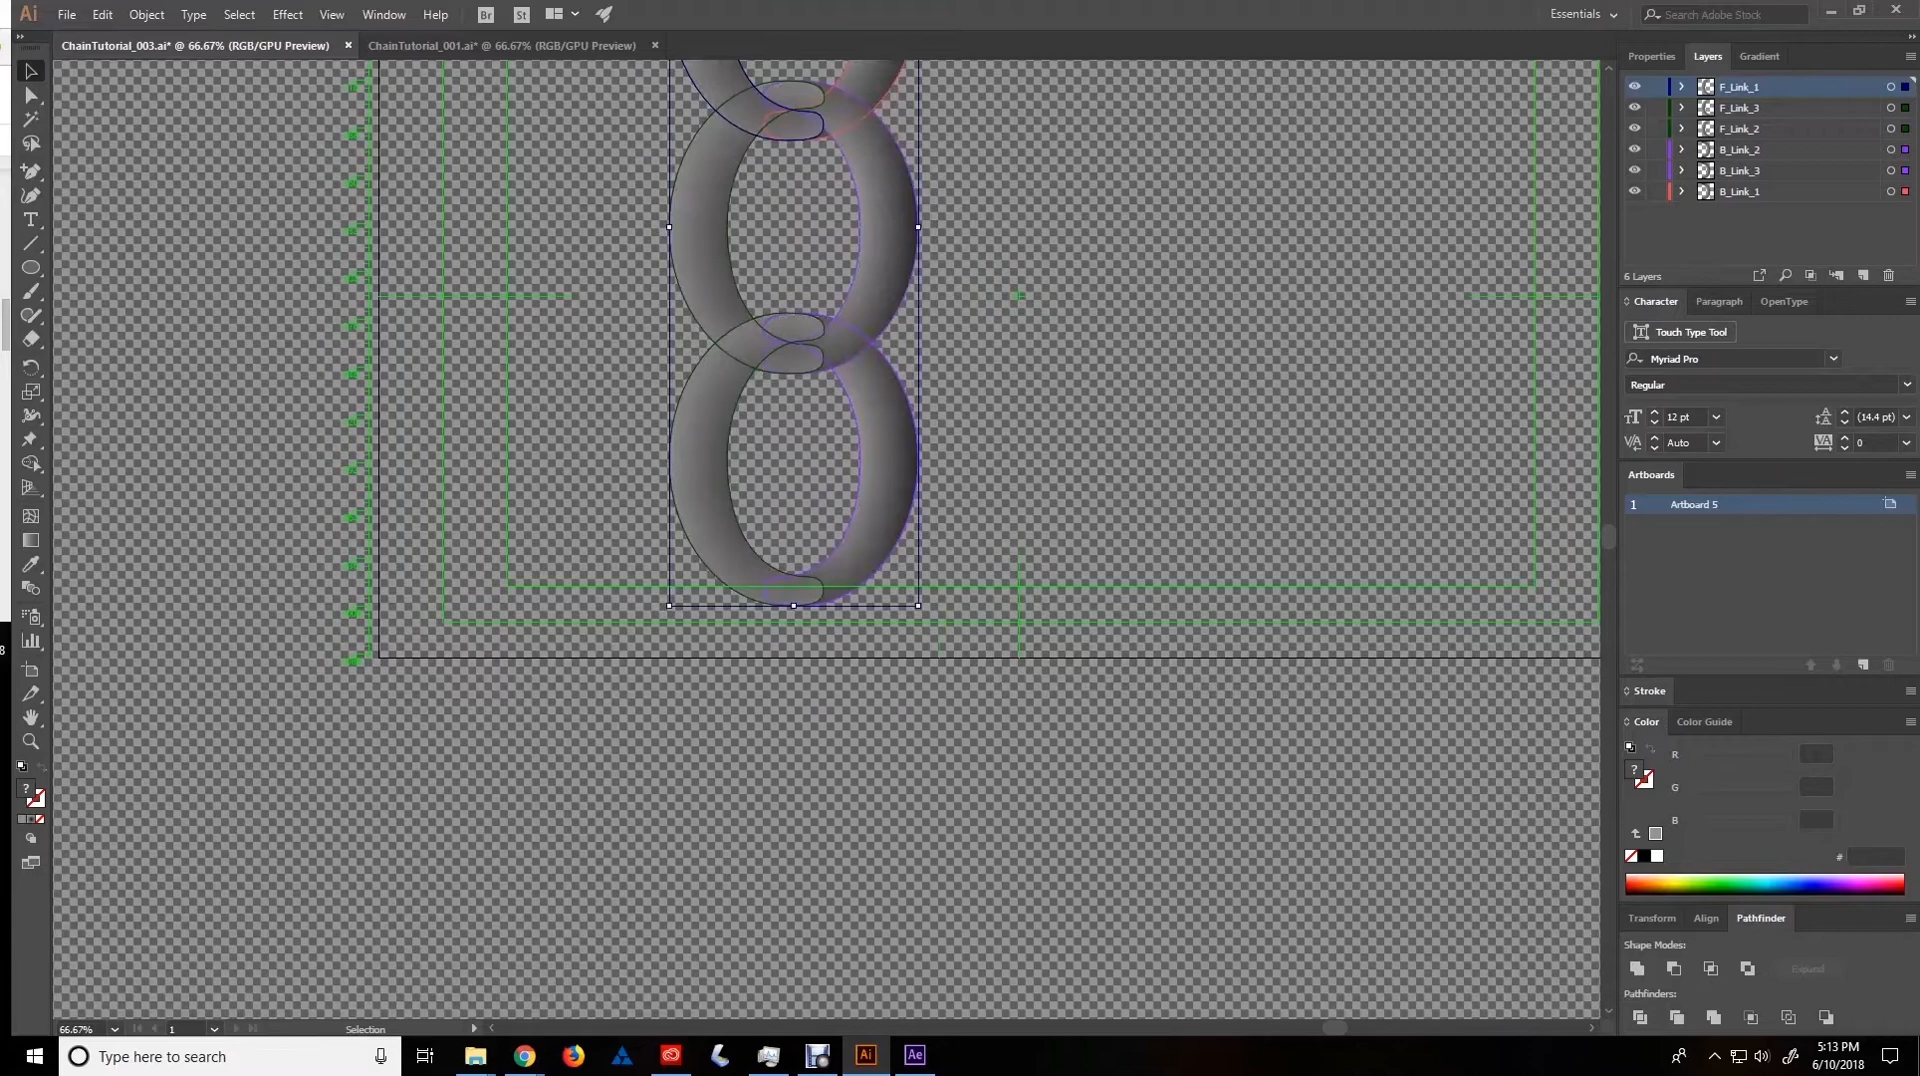 Ai File Edit Object Type Select Effect View Window Help Br St Essentials Search Adobe Stock
ChainTutorial_003.ai* @ 66.67% (RGB/GPU Preview) × ChainTutorial_001.ai* @ 66.67% (RGB/GPU Preview) ×
Properties Layers Gradient
F_Link_1
F_Link_3
F_Link_2
B_Link_2
B_Link_3
B_Link_1
6 Layers
Character Paragraph OpenType
Touch Type Tool
Myriad Pro
Regular
12 pt (14.4 pt)
Auto 0
Artboards
1 Artboard 5
Stroke
Color Color Guide
R
G
B
#
Transform Align Pathfinder
Shape Modes:
Expand
Pathfinders:
66.67% 1 Selection
Type here to search
Ai Ae
5:13 PM
6/10/2018